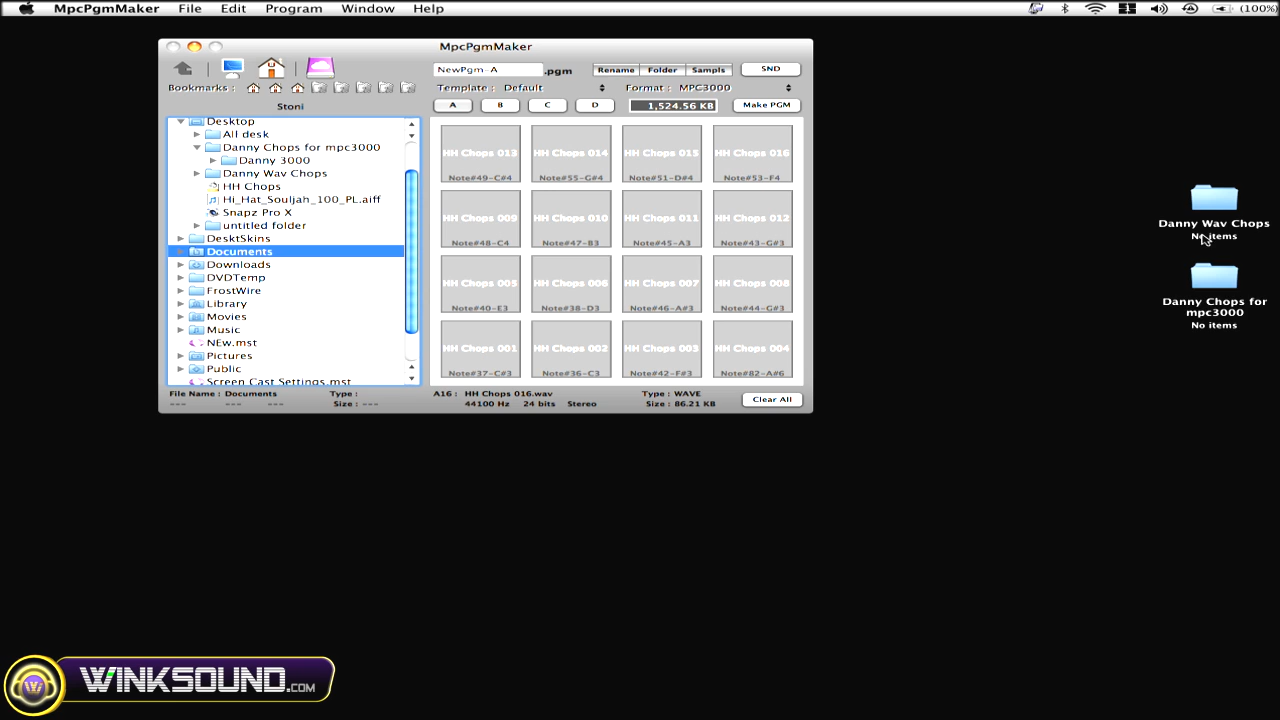 MpcPgmMaker File Edit Program Window Help (100%)
MpcPgmMaker
NewPgm-A .pgm Rename Folder Sampls SND
Bookmarks : Template : Default Format : MPC3000
Stoni A B C D 1,524.56 KB Make PGM
Desktop
All desk
Danny Chops for mpc3000
Danny 3000
Danny Wav Chops
HH Chops
Hi_Hat_Souljah_100_PL.aiff
Snapz Pro X
untitled folder
DesktSkins
Documents
Downloads
DVDTemp
FrostWire
Library
Movies
Music
NEw.mst
Pictures
Public
Screen Cast Settings.mst
HH Chops 013 HH Chops 014 HH Chops 015 HH Chops 016
Note#49-C#4 Note#55-G#4 Note#51-D#4 Note#53-F4
HH Chops 009 HH Chops 010 HH Chops 011 HH Chops 012
Note#48-C4 Note#47-B3 Note#45-A3 Note#43-G#3
HH Chops 005 HH Chops 006 HH Chops 007 HH Chops 008
Note#40-E3 Note#38-D3 Note#46-A#3 Note#44-G#3
HH Chops 001 HH Chops 002 HH Chops 003 HH Chops 004
Note#37-C#3 Note#36-C3 Note#42-F#3 Note#82-A#6
File Name : Documents Type : A16 : HH Chops 016.wav Type : WAVE
--- --- --- Size : --- 44100 Hz 24 bits Stereo Size : 86.21 KB
Clear All
Danny Wav Chops
No items
Danny Chops for
mpc3000
No items
WINKSOUND.COM